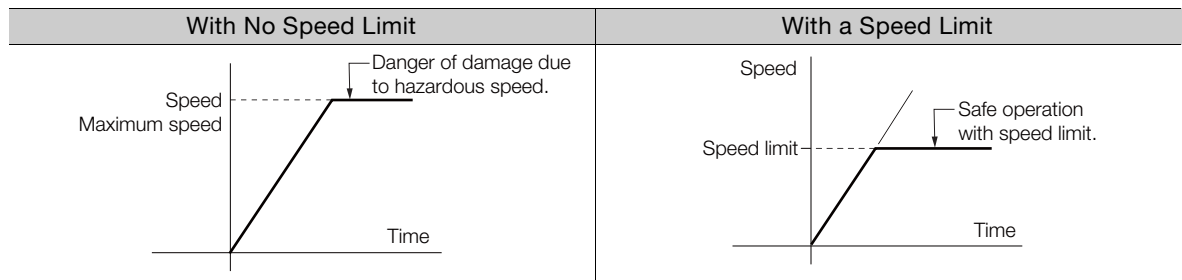 With No Speed Limit
With a Speed Limit
Danger of damage due
to hazardous speed.
Speed
Maximum speed
Time
Speed
Safe operation
with speed limit.
Speed limit
Time